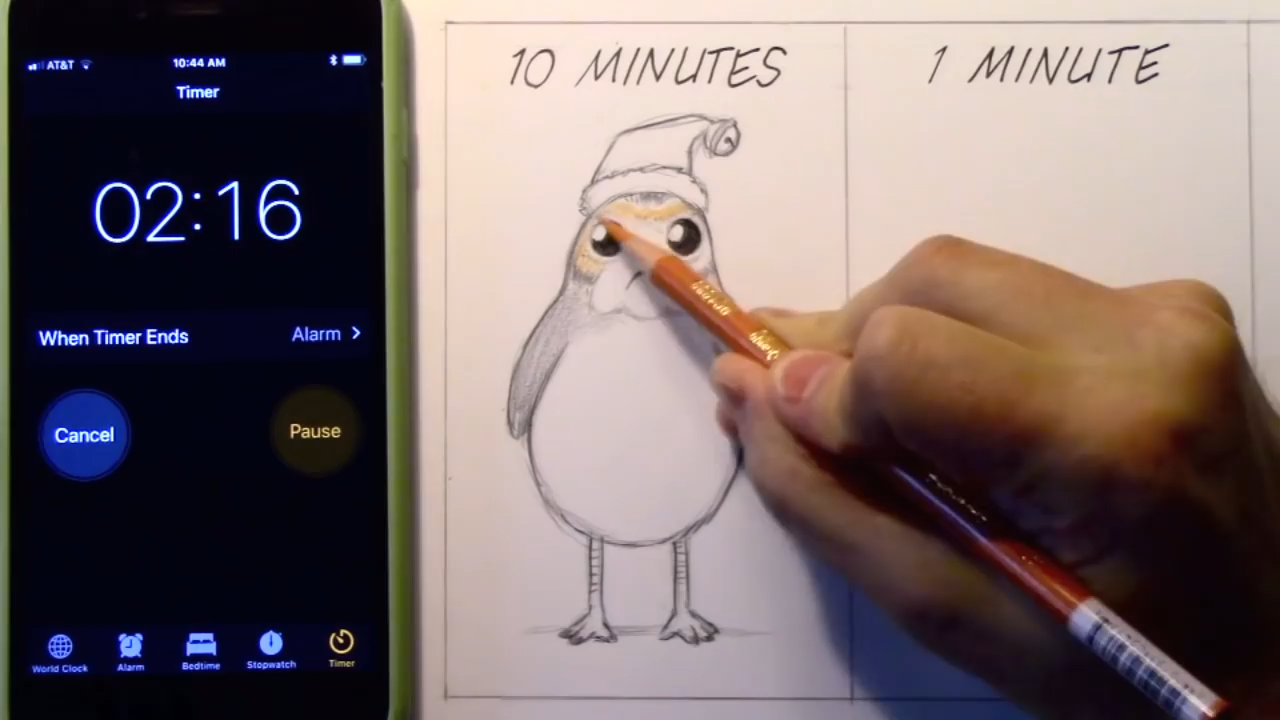 AT&T
10:44 AM
Timer
02:16
When Timer Ends
Alarm
Cancel
Pause
World Clock
Alarm
Bedtime
Stopwatch
Timer
10 MINUTES
1 MINUTE